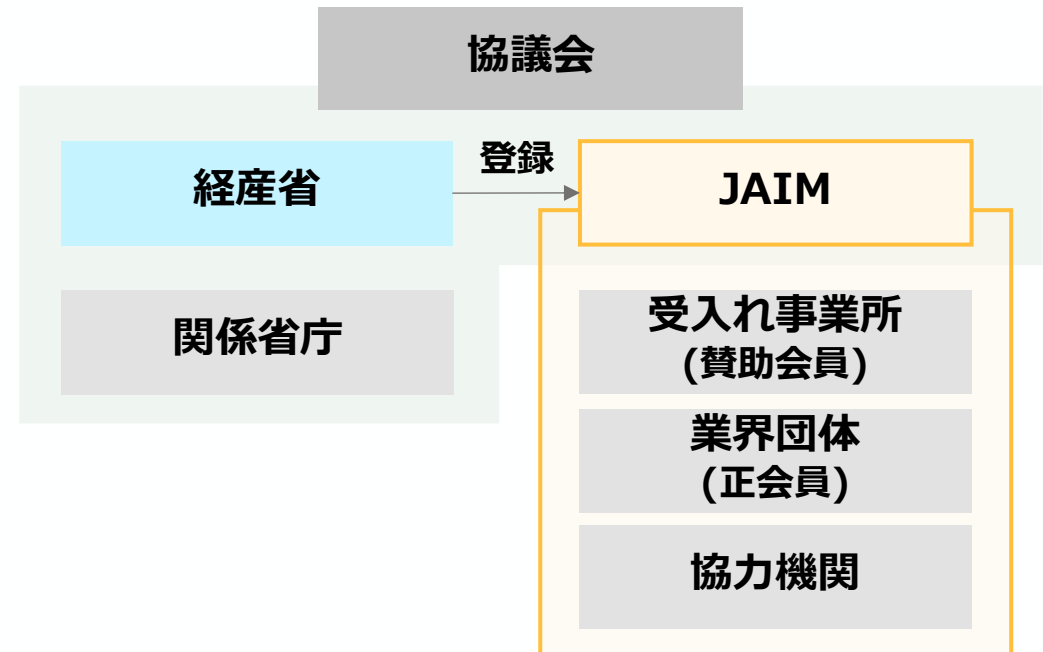 協議会
経産省
登録
JAIM
関係省庁
受入れ事業所
(賛助会員)
業界団体
(正会員)
協力機関